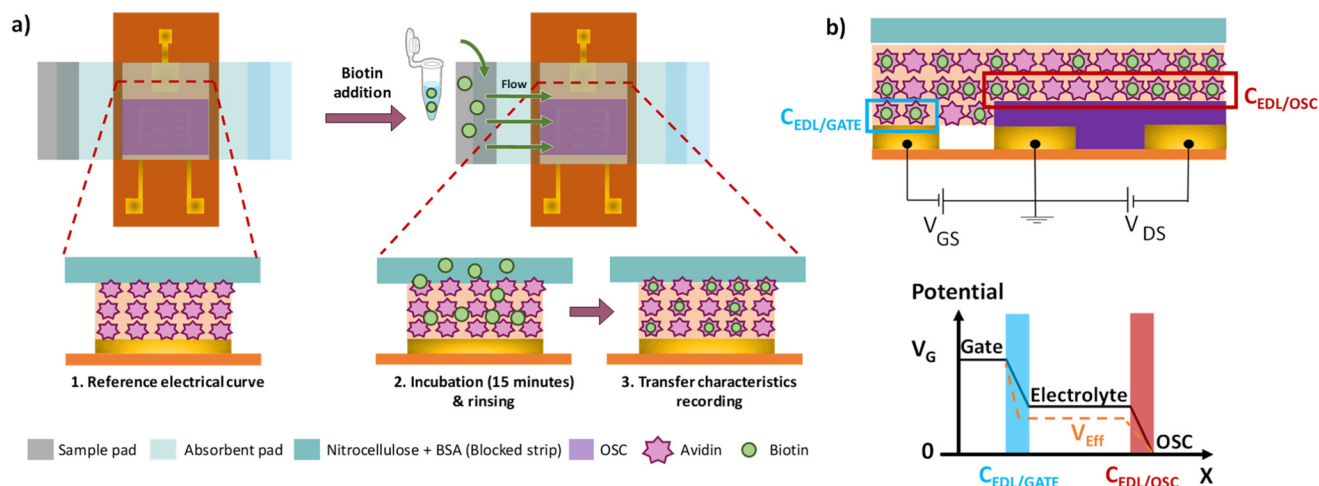 a)
Biotin
addition
Flow
1. Reference electrical curve
2. Incubation (15 minutes)
& rinsing
3. Transfer characteristics
recording
Sample pad
Absorbent pad
Nitrocellulose + BSA (Blocked strip)
OSC
Avidin
Biotin
b)
C_EDL/GATE
C_EDL/OSC
V_GS
V_DS
Potential
V_G
Gate
Electrolyte
V_Eff
OSC
0
X
C_EDL/GATE
C_EDL/OSC